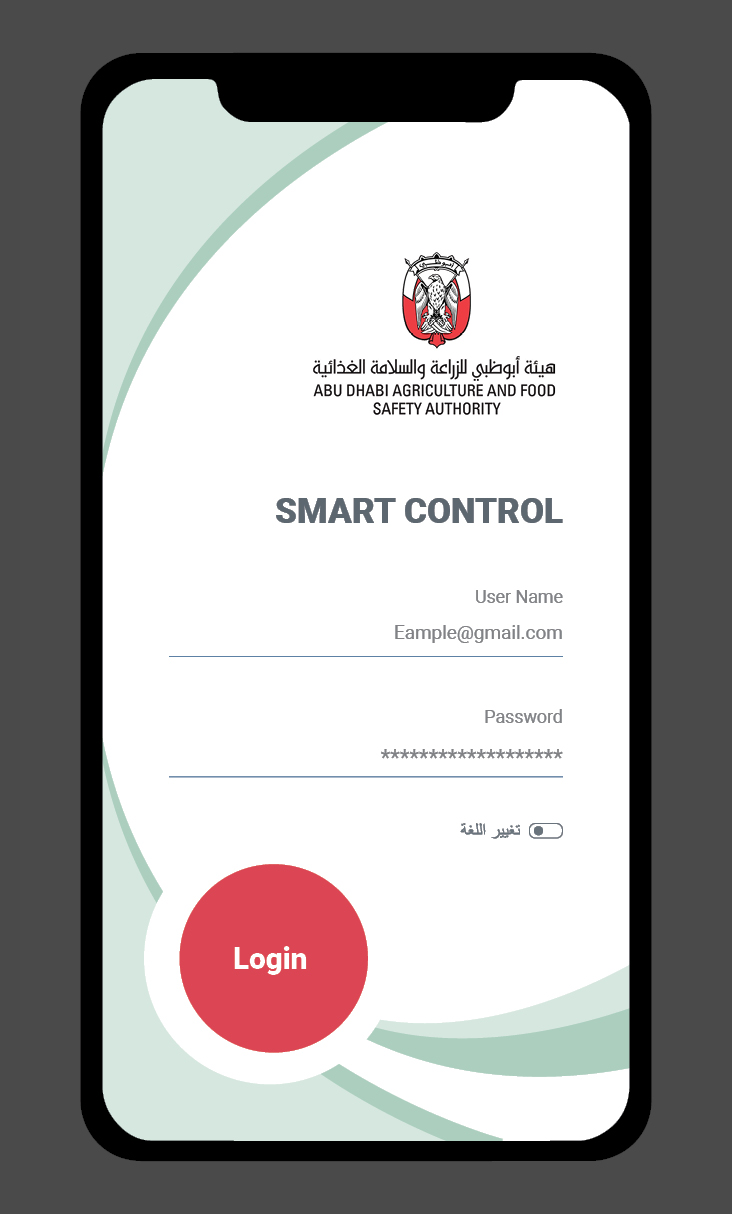 هيئة أبوظبي للزراعة والسلامة الغذائية
ABU DHABI AGRICULTURE AND FOOD
SAFETY AUTHORITY
SMART CONTROL
User Name
Eample@gmail.com
Password
*******************
تغيير اللغة
Login